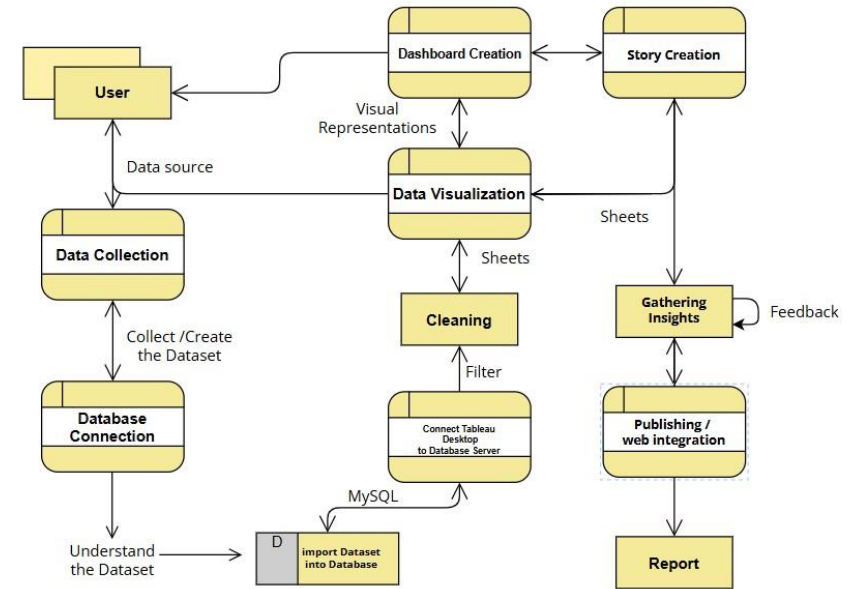 Dashboard Creation
Story Creation
User
Visual
Representations
Data source
Data Visualization
Sheets
Data Collection
Sheets
Gathering
Insights
Feedback
Cleaning
Collect /Create
the Dataset
Filter
Database
Connection
Connect Tableau
Desktop
to Database Server
Publishing /
web integration
MySQL
D
import Dataset
into Database
Understand
the Dataset
Report